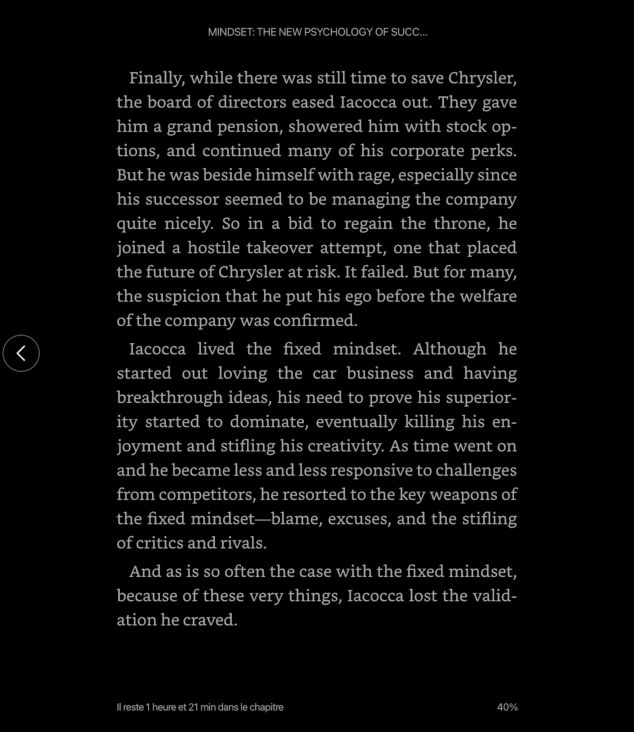 MINDSET: THE NEW PSYCHOLOGY OF SUCC...
Finally, while there was still time to save Chrysler,
the board of directors eased Iacocca out. They gave
him a grand pension, showered him with stock op-
tions, and continued many of his corporate perks.
But he was beside himself with rage, especially since
his successor seemed to be managing the company
quite nicely. So in a bid to regain the throne, he
joined a hostile takeover attempt, one that placed
the future of Chrysler at risk. It failed. But for many,
the suspicion that he put his ego before the welfare
of the company was confirmed.
Iacocca lived the fixed mindset. Although he
started out loving the car business and having
breakthrough ideas, his need to prove his superior-
ity started to dominate, eventually killing his en-
joyment and stifling his creativity. As time went on
and he became less and less responsive to challenges
from competitors, he resorted to the key weapons of
the fixed mindset—blame, excuses, and the stifling
of critics and rivals.
And as is so often the case with the fixed mindset,
because of these very things, Iacocca lost the valid-
ation he craved.
Il reste 1 heure et 21 min dans le chapitre 40%